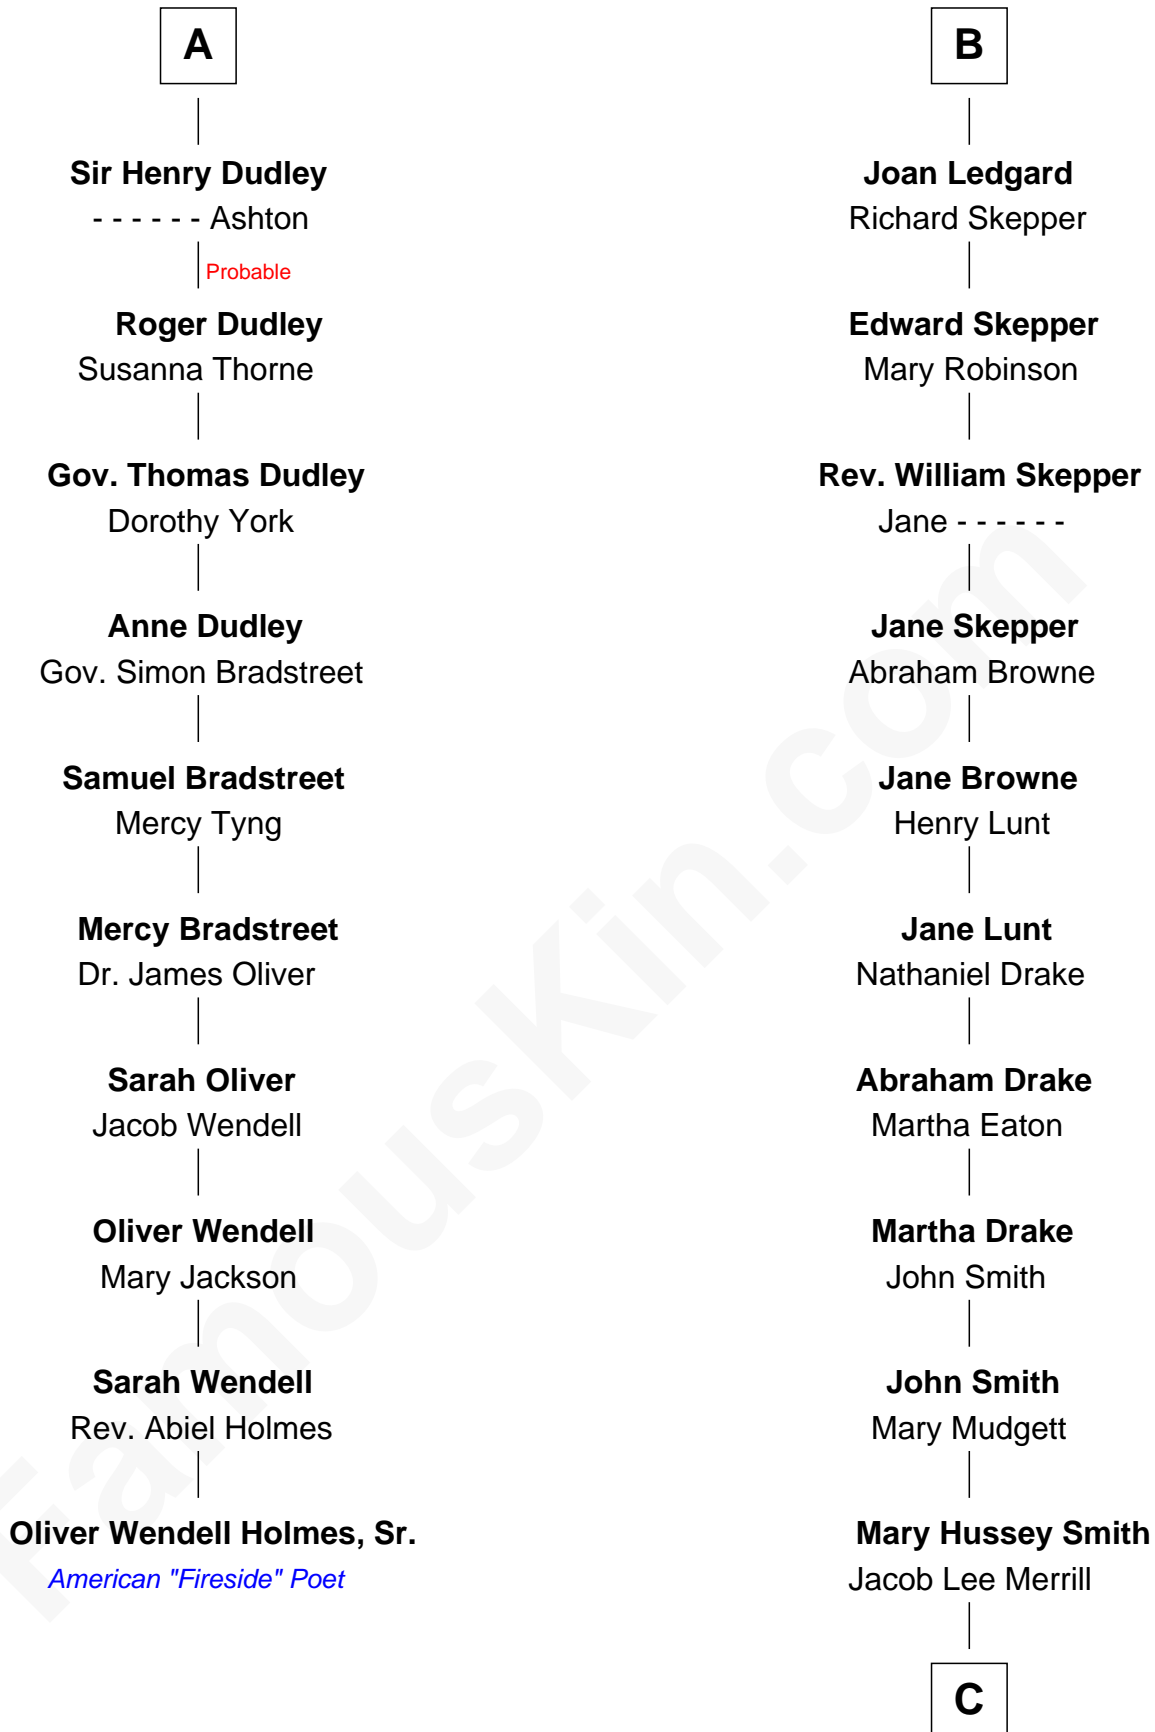 A
Sir Henry Dudley
- - - - - - Ashton
Probable
Roger Dudley
Susanna Thorne
Gov. Thomas Dudley
Dorothy York
Anne Dudley
Gov. Simon Bradstreet
Samuel Bradstreet
Mercy Tyng
Mercy Bradstreet
Dr. James Oliver
Sarah Oliver
Jacob Wendell
Oliver Wendell
Mary Jackson
Sarah Wendell
Rev. Abiel Holmes
Oliver Wendell Holmes, Sr.
American "Fireside" Poet
B
Joan Ledgard
Richard Skepper
Edward Skepper
Mary Robinson
Rev. William Skepper
Jane - - - - - -
Jane Skepper
Abraham Browne
Jane Browne
Henry Lunt
Jane Lunt
Nathaniel Drake
Abraham Drake
Martha Eaton
Martha Drake
John Smith
John Smith
Mary Mudgett
Mary Hussey Smith
Jacob Lee Merrill
C
FamousKin.com